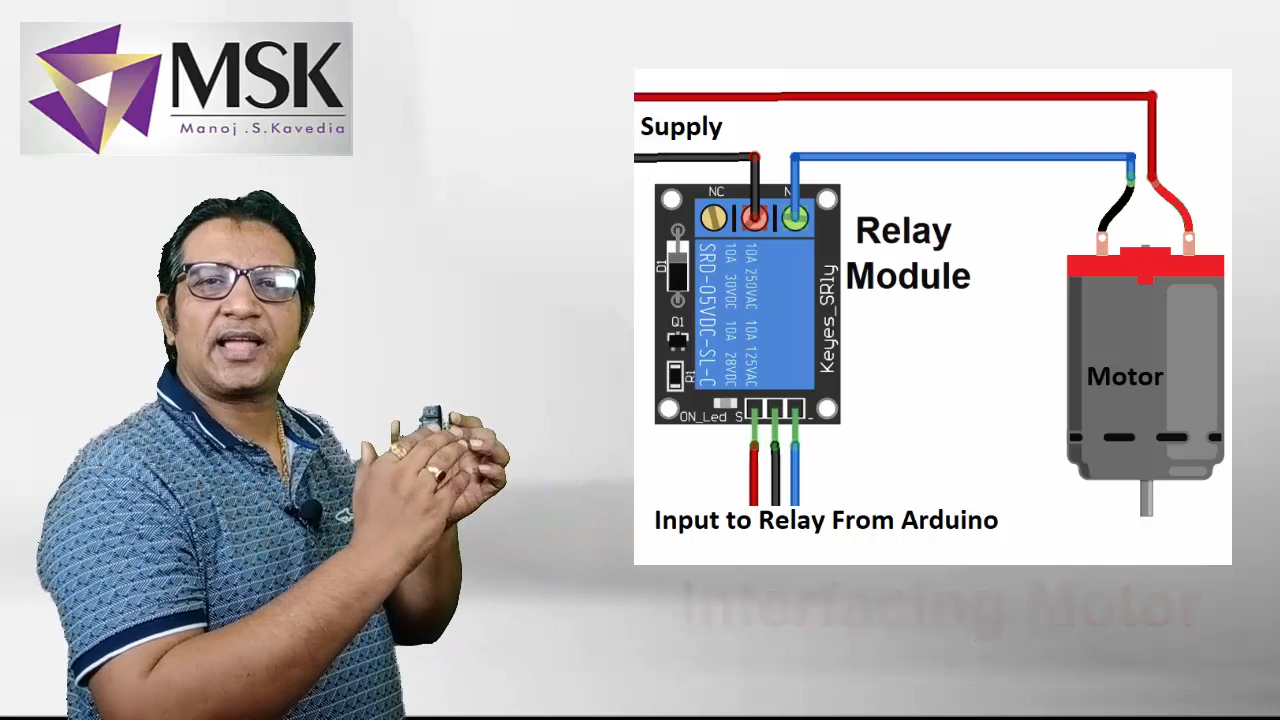 MSK
Manoj .S.Kavedia
Supply
NC
Relay
Module
D1
Q1
R1
SRD-05VDC-SL-C
10A 30VDC 10A 28VDC
10A 250VAC 10A 125VAC
Keyes_SRly
ON_Led S -
Motor
Input to Relay From Arduino
Interfacing Motor